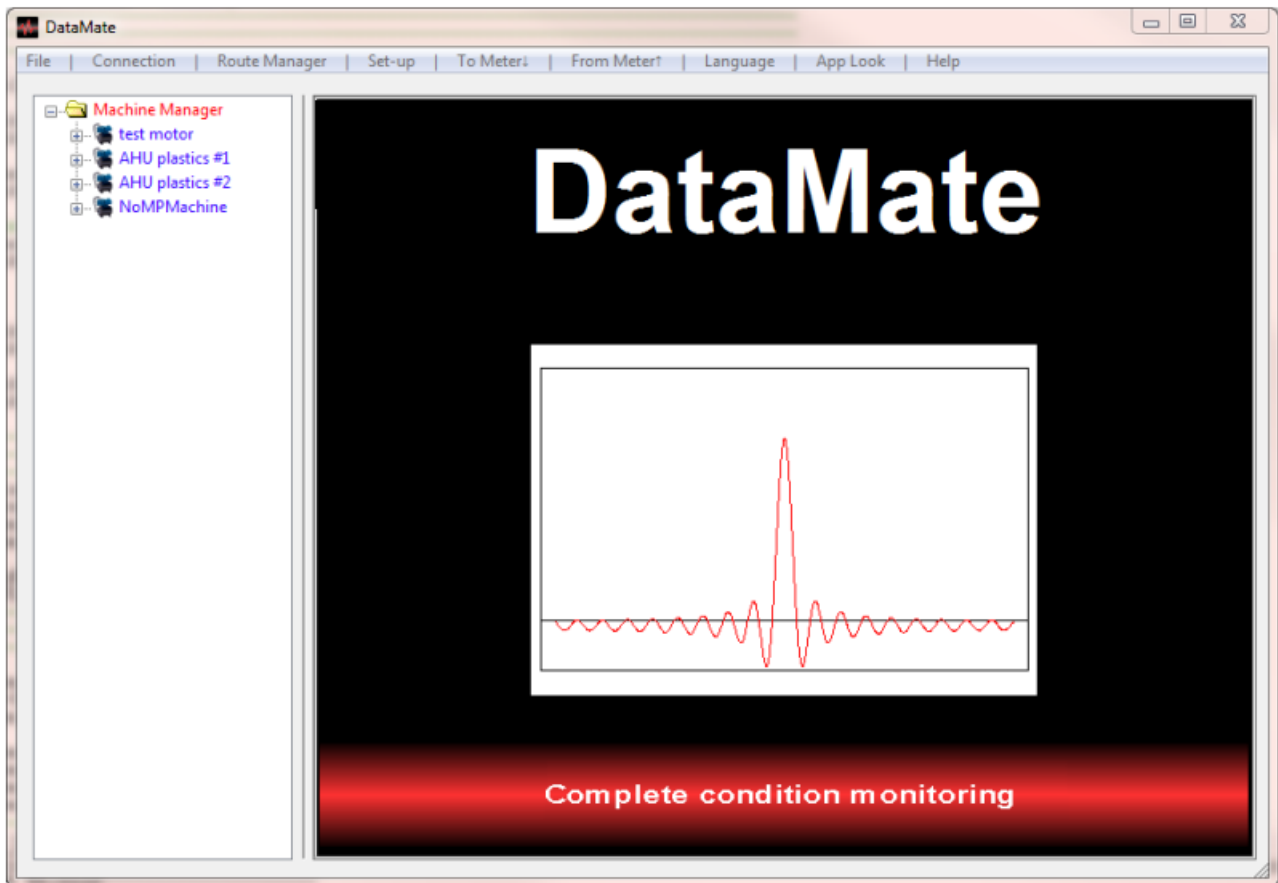 DataMate
File | Connection | Route Manager | Set-up | To Meter↓ | From Meter↑ | Language | App Look | Help
Machine Manager
test motor
AHU plastics #1
AHU plastics #2
NoMPMachine
DataMate
Complete condition monitoring